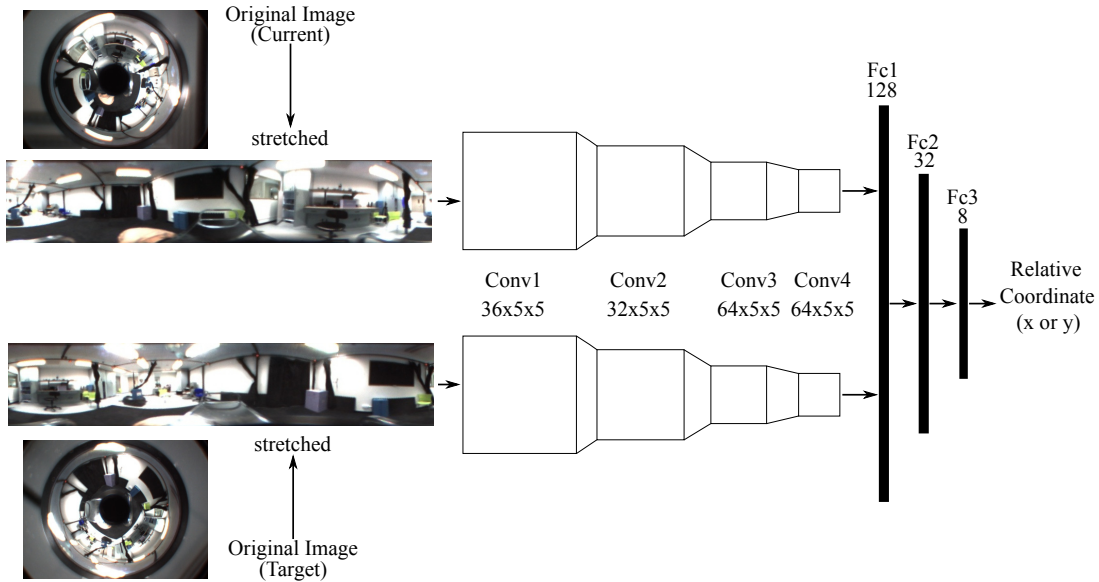 Original Image
(Current)
stretched
Fc1
128
Fc2
32
Fc3
8
Conv1
36x5x5
Conv2
32x5x5
Conv3
64x5x5
Conv4
64x5x5
Relative
Coordinate
(x or y)
stretched
Original Image
(Target)